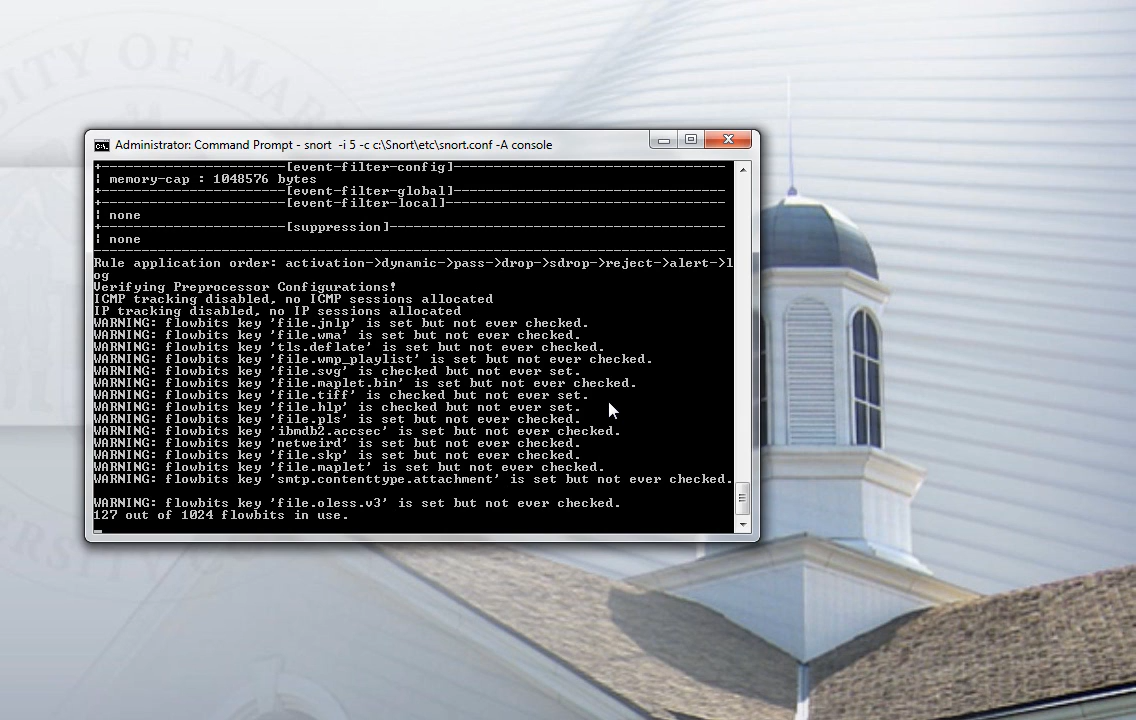 SITY OF MAR
Administrator: Command Prompt - snort -i 5 -c c:\Snort\etc\snort.conf -A console
+-----------------------[event-filter-config]----------------------------------
| memory-cap : 1048576 bytes
+-----------------------[event-filter-global]----------------------------------
+-----------------------[event-filter-local]-----------------------------------
| none
+-----------------------[suppression]------------------------------------------
| none
-------------------------------------------------------------------------------
Rule application order: activation->dynamic->pass->drop->sdrop->reject->alert->l
og
Verifying Preprocessor Configurations!
ICMP tracking disabled, no ICMP sessions allocated
IP tracking disabled, no IP sessions allocated
WARNING: flowbits key 'file.jnlp' is set but not ever checked.
WARNING: flowbits key 'file.wma' is set but not ever checked.
WARNING: flowbits key 'tls.deflate' is set but not ever checked.
WARNING: flowbits key 'file.wmp_playlist' is set but not ever checked.
WARNING: flowbits key 'file.svg' is checked but not ever set.
WARNING: flowbits key 'file.maplet.bin' is set but not ever checked.
WARNING: flowbits key 'file.tiff' is checked but not ever set.
WARNING: flowbits key 'file.hlp' is checked but not ever set.
WARNING: flowbits key 'file.pls' is set but not ever checked.
WARNING: flowbits key 'ibmdb2.accsec' is set but not ever checked.
WARNING: flowbits key 'netweird' is set but not ever checked.
WARNING: flowbits key 'file.skp' is set but not ever checked.
WARNING: flowbits key 'file.maplet' is set but not ever checked.
WARNING: flowbits key 'smtp.contenttype.attachment' is set but not ever checked.
WARNING: flowbits key 'file.oless.v3' is set but not ever checked.
127 out of 1024 flowbits in use.